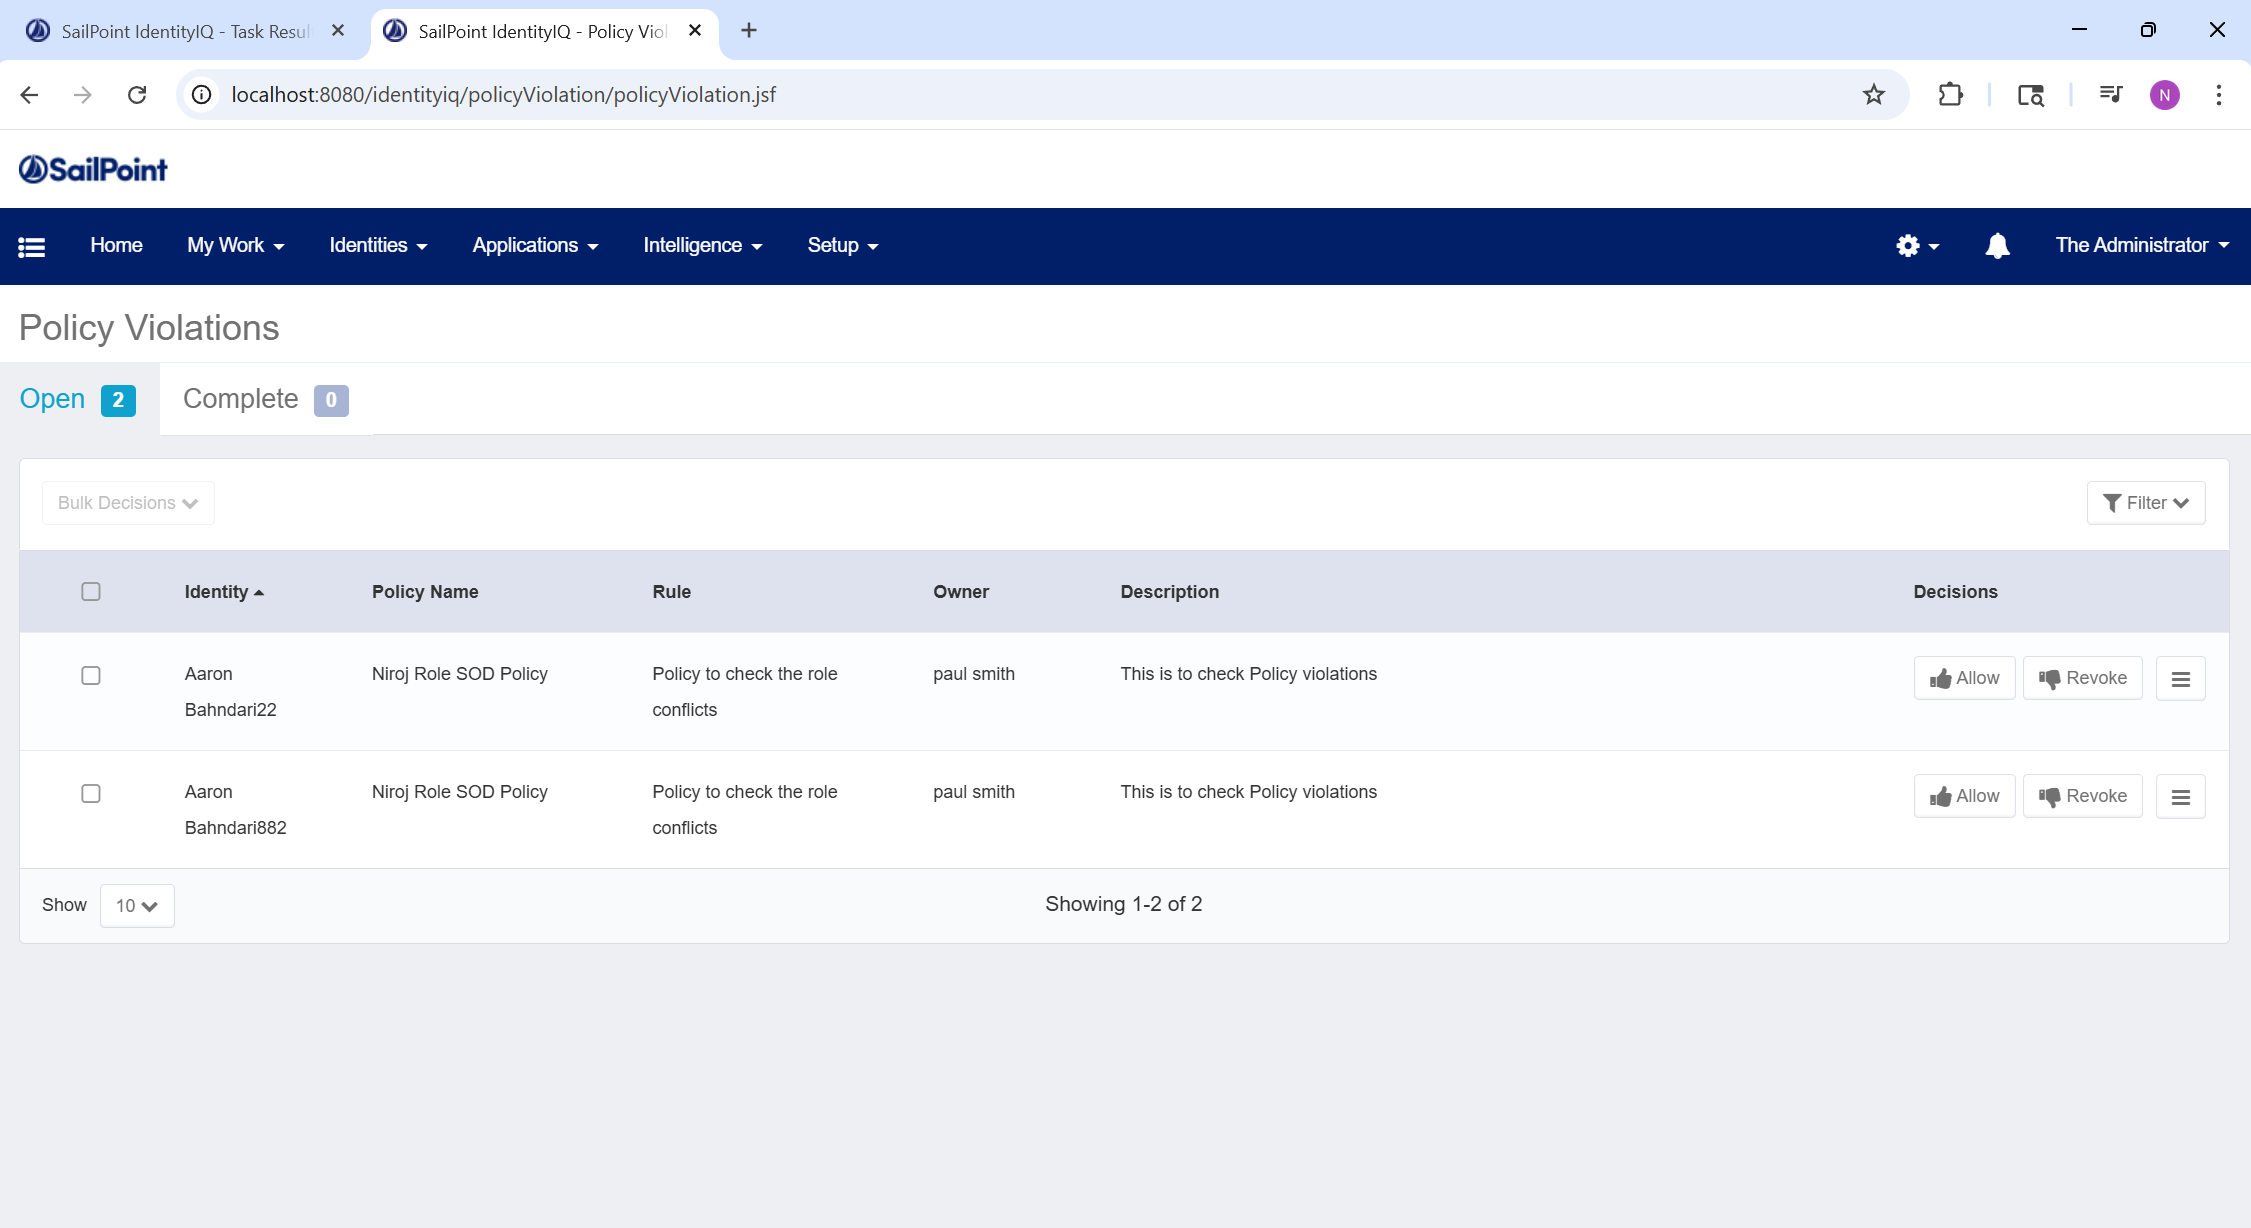 SailPoint IdentityIQ - Task Resul
SailPoint IdentityIQ - Policy Viol
localhost:8080/identityiq/policyViolation/policyViolation.jsf
N
SailPoint
Home My Work Identities Applications Intelligence Setup The Administrator
Policy Violations
Open 2 Complete 0
Bulk Decisions Filter
Identity Policy Name Rule Owner Description Decisions
Aaron Niroj Role SOD Policy Policy to check the role paul smith This is to check Policy violations Allow Revoke
Bahndari22 conflicts
Aaron Niroj Role SOD Policy Policy to check the role paul smith This is to check Policy violations Allow Revoke
Bahndari882 conflicts
Show 10 Showing 1-2 of 2